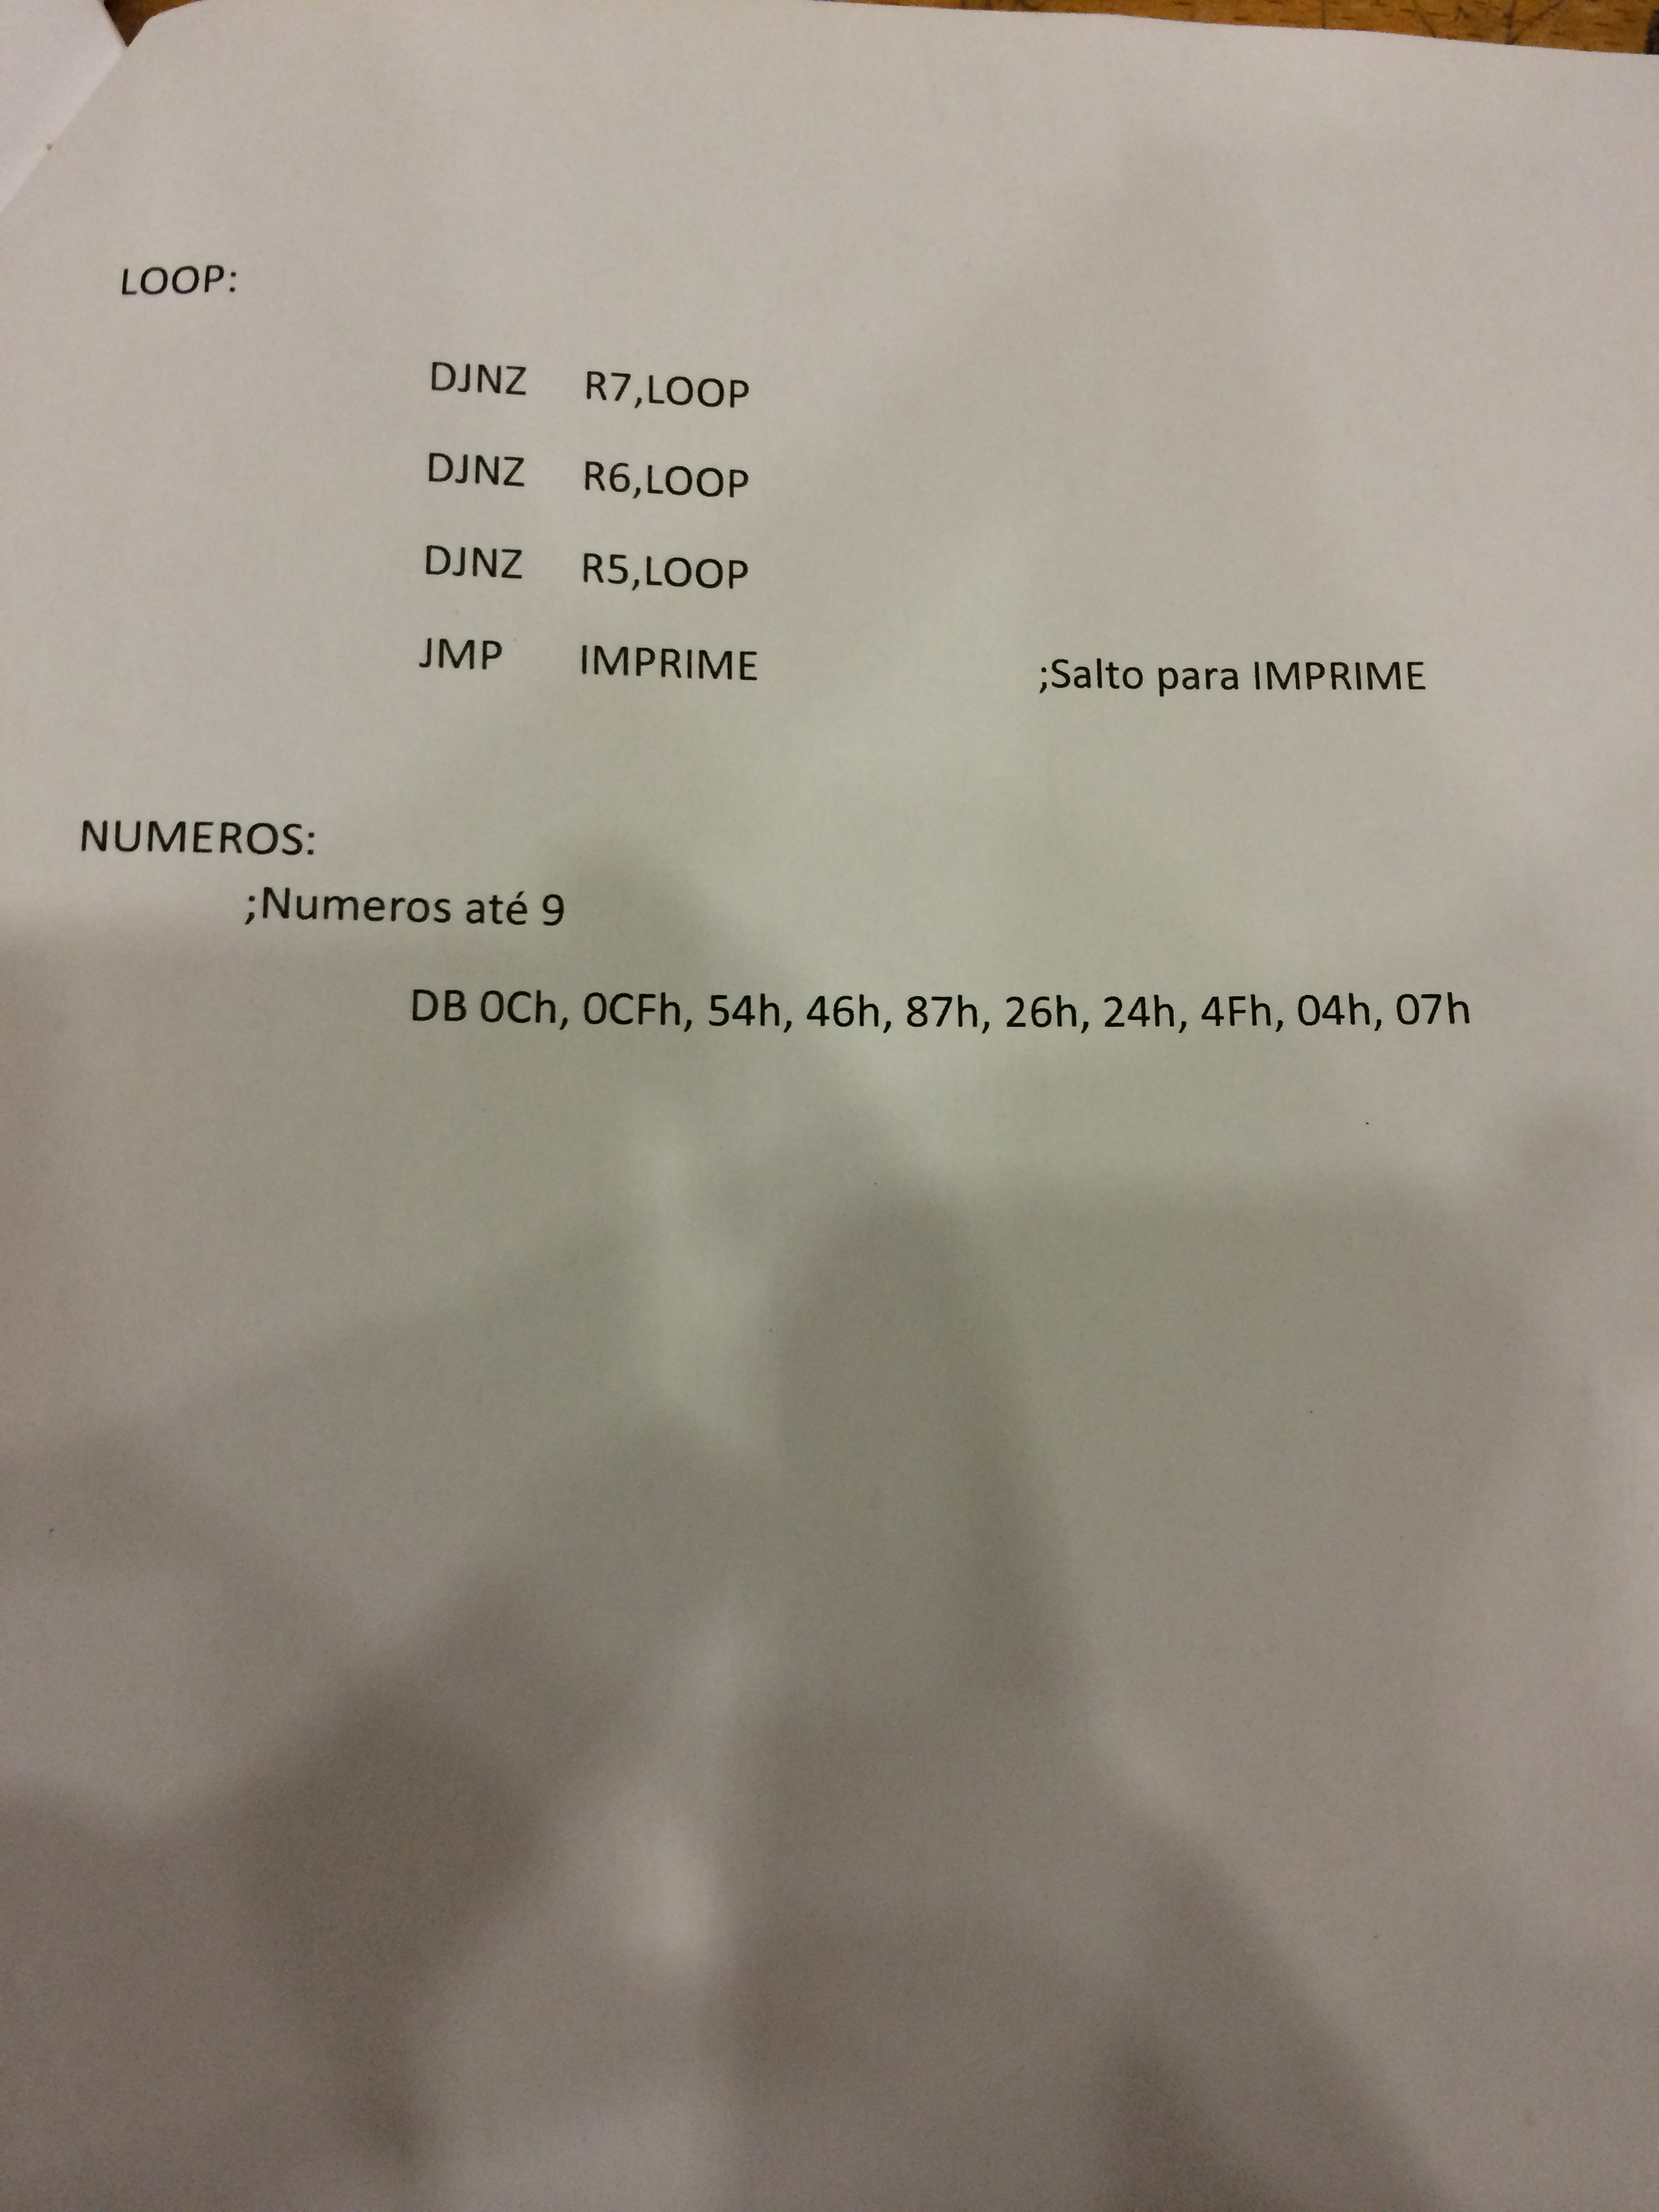 LOOP:
DJNZ R7,LOOP
DJNZ R6,LOOP
DJNZ R5,LOOP
JMP IMPRIME ;Salto para IMPRIME
NUMEROS:
;Numeros até 9
DB 0Ch, 0CFh, 54h, 46h, 87h, 26h, 24h, 4Fh, 04h, 07h